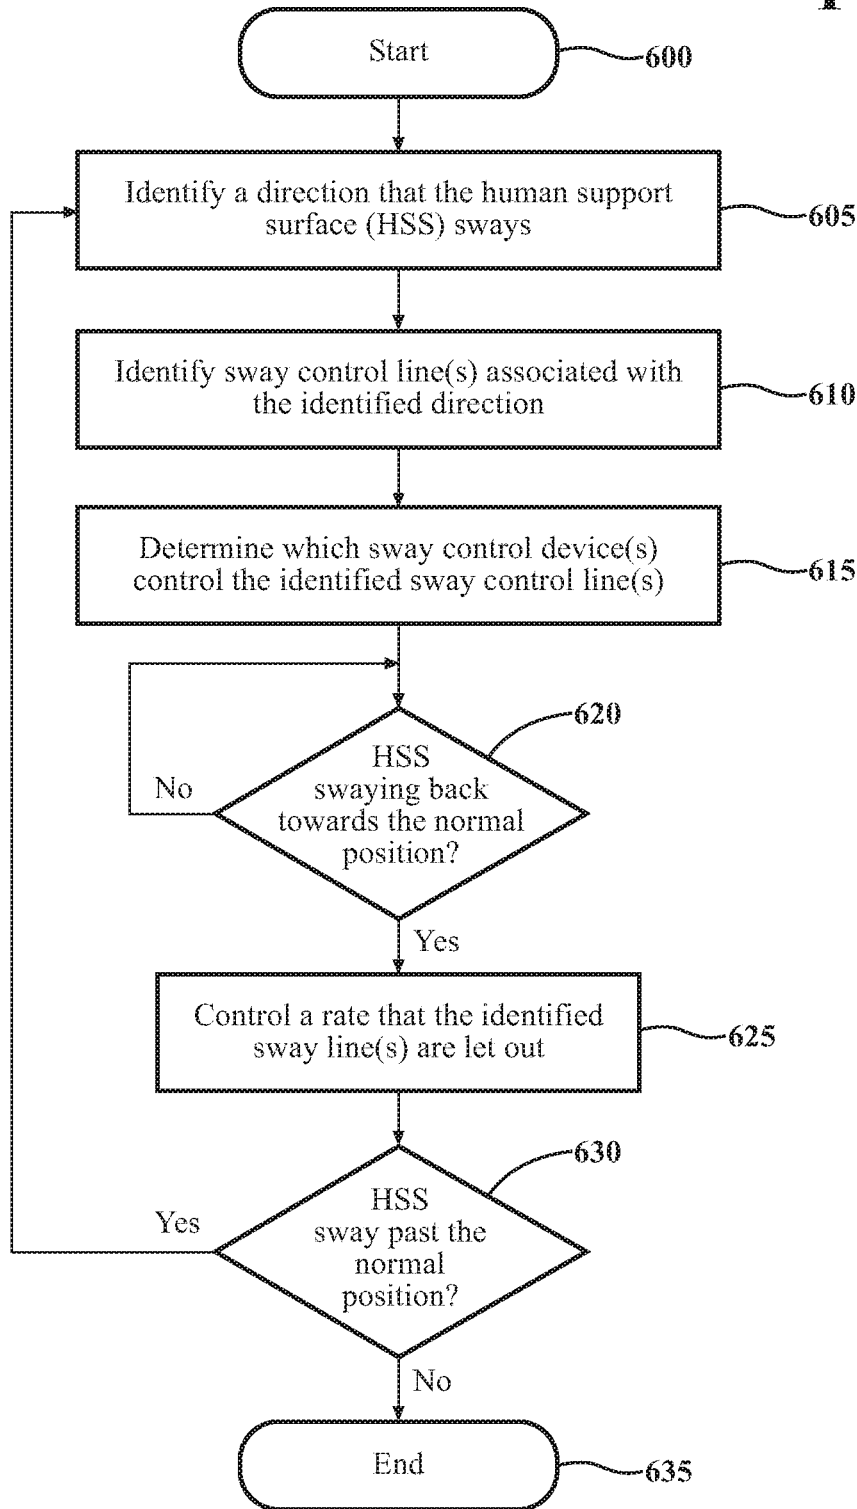 Start
600
Identify a direction that the human support
surface (HSS) sways
605
Identify sway control line(s) associated with
the identified direction
610
Determine which sway control device(s)
control the identified sway control line(s)
615
620
HSS
swaying back
towards the normal
position?
No
Yes
Control a rate that the identified
sway line(s) are let out
625
630
HSS
sway past the
normal
position?
Yes
No
End
635